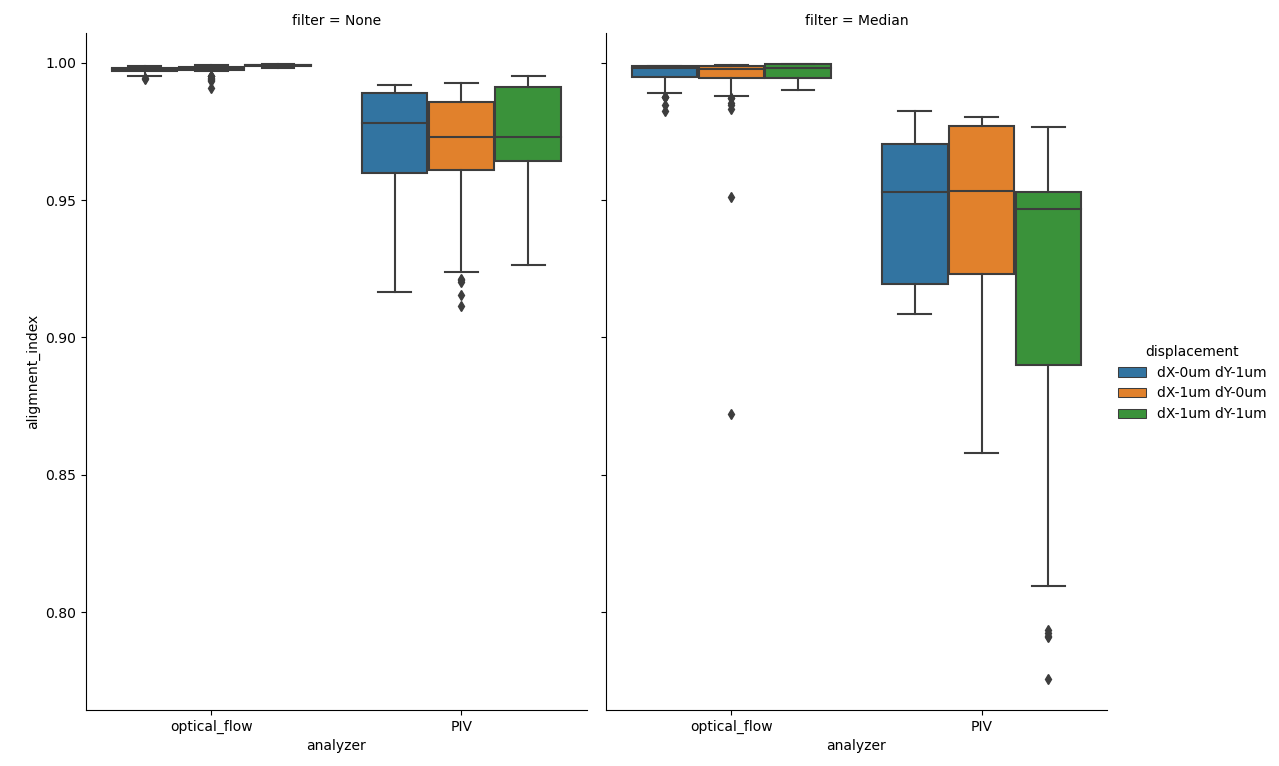 filter = None
filter = Median
1.00
0.95
0.90
0.85
0.80
aligmnment_index
optical_flow
PIV
analyzer
optical_flow
PIV
analyzer
displacement
dX-0um dY-1um
dX-1um dY-0um
dX-1um dY-1um